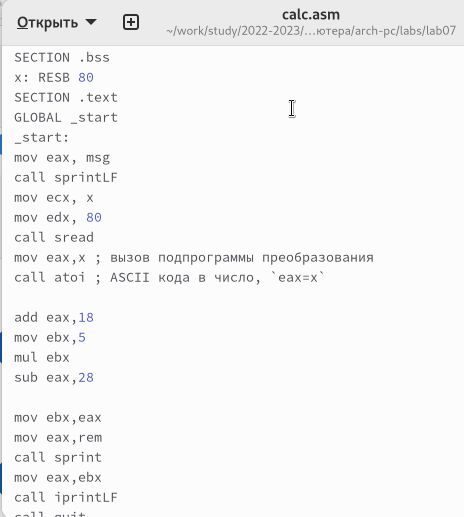 Открыть
calc.asm
~/work/study/2022-2023/…ютера/arch-pc/labs/lab07
SECTION .bss
x: RESB 80
SECTION .text
GLOBAL _start
_start:
mov eax, msg
call sprintLF
mov ecx, x
mov edx, 80
call sread
mov eax,x ; вызов подпрограммы преобразования
call atoi ; ASCII кода в число, `eax=x`
add eax,18
mov ebx,5
mul ebx
sub eax,28
mov ebx,eax
mov eax,rem
call sprint
mov eax,ebx
call iprintLF
call quit